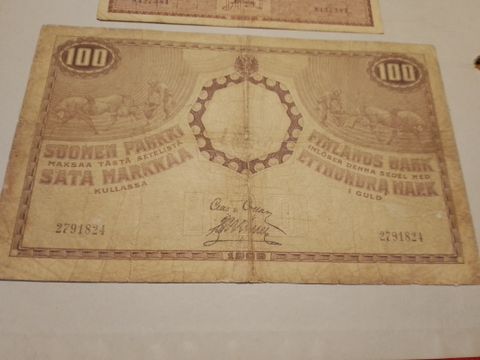 100
100
SUOMEN PANKKI
MAKSAA TÄSTÄ SETELISTÄ
SATA MARKKAA
KULLASSA
FINLANDS BANK
INLÖSER DENNA SEDEL MED
ETTHUNDRA MARK
I GULD
2791824
2791824
1909